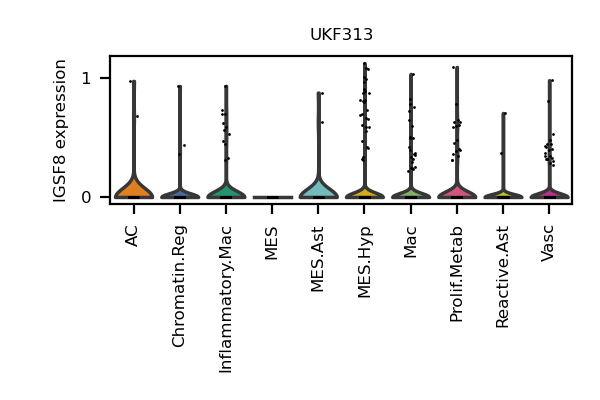 UKF313
IGSF8 expression
1
0
AC
Chromatin.Reg
Inflammatory.Mac
MES
MES.Ast
MES.Hyp
Mac
Prolif.Metab
Reactive.Ast
Vasc